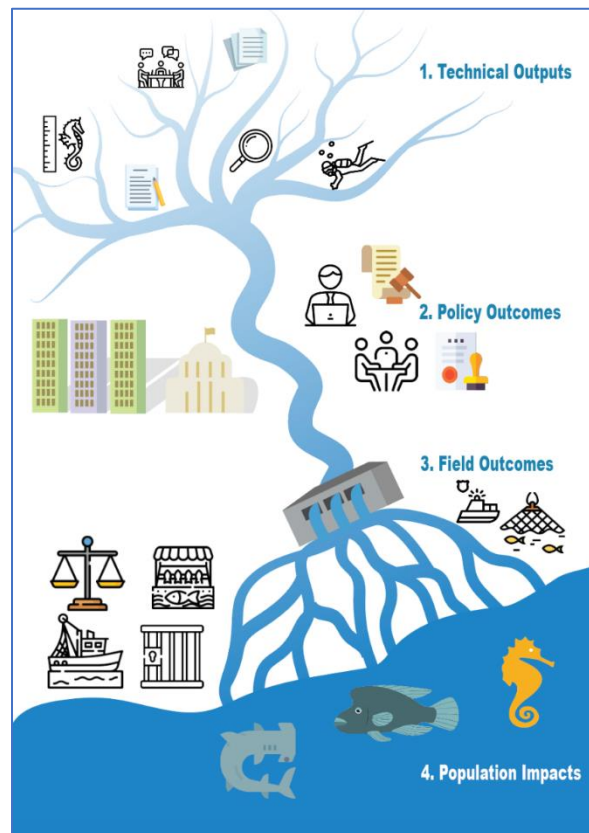 1. Technical Outputs
2. Policy Outcomes
3. Field Outcomes
4. Population Impacts